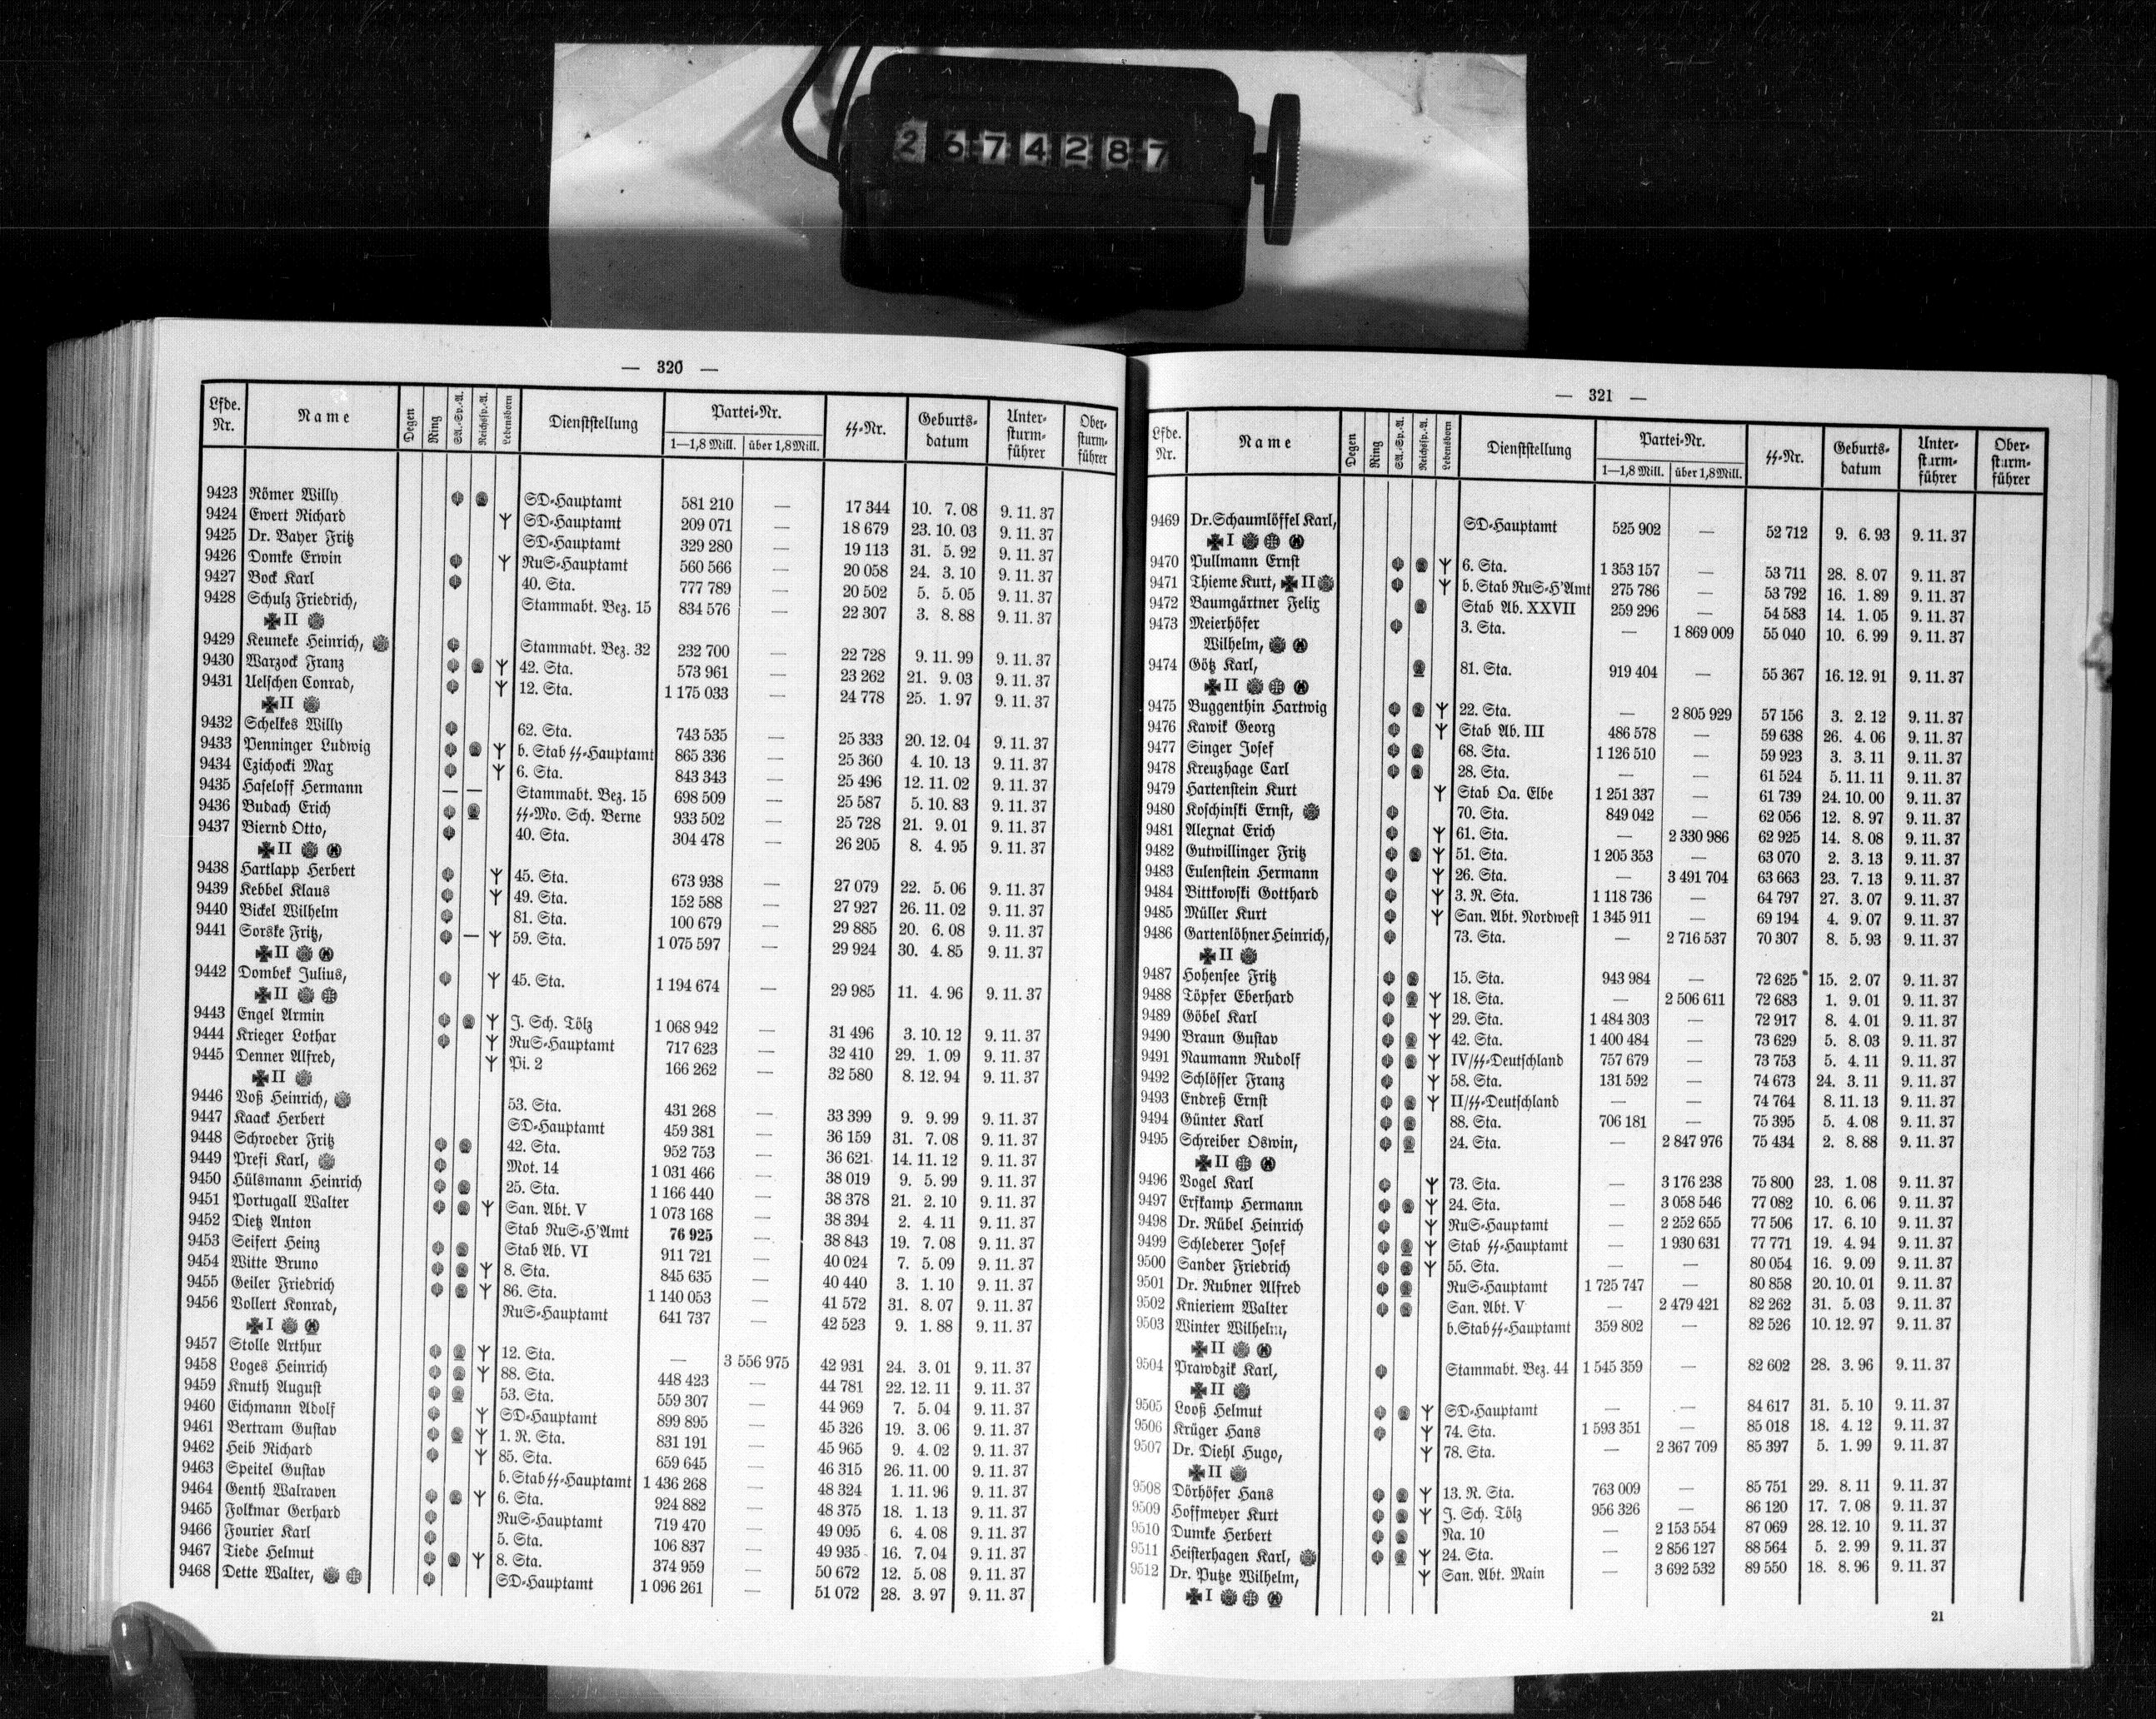 2674287
— 320 —
Lfde. Nr. Name Degen Ring SA.-Sp.-A. Reichssp.-A. Lebensborn Dienststellung Partei-Nr. 1—1,8 Mill. über 1,8 Mill. ᛋᛋ-Nr. Geburts-datum Unter-sturm-führer Ober-sturm-führer
9423 Römer Willy SD-Hauptamt 581 210 — 17 344 10. 7. 08 9. 11. 37
9424 Ewert Richard SD-Hauptamt 209 071 — 18 679 23. 10. 03 9. 11. 37
9425 Dr. Bayer Fritz SD-Hauptamt 329 280 — 19 113 31. 5. 92 9. 11. 37
9426 Domke Erwin RuS-Hauptamt 560 566 — 20 058 24. 3. 10 9. 11. 37
9427 Bock Karl 40. Sta. 777 789 — 20 502 5. 5. 05 9. 11. 37
9428 Schulz Friedrich, Stammabt. Bez. 15 834 576 — 22 307 3. 8. 88 9. 11. 37
II
9429 Keuneke Heinrich, Stammabt. Bez. 32 232 700 — 22 728 9. 11. 99 9. 11. 37
9430 Warzock Franz 42. Sta. 573 961 — 23 262 21. 9. 03 9. 11. 37
9431 Uelschen Conrad, 12. Sta. 1 175 033 — 24 778 25. 1. 97 9. 11. 37
II
9432 Schelkes Willy 62. Sta. 743 535 — 25 333 20. 12. 04 9. 11. 37
9433 Penninger Ludwig b. Stab ᛋᛋ-Hauptamt 865 336 — 25 360 4. 10. 13 9. 11. 37
9434 Czichocki Max 6. Sta. 843 343 — 25 496 12. 11. 02 9. 11. 37
9435 Haseloff Hermann — — Stammabt. Bez. 15 698 509 — 25 587 5. 10. 83 9. 11. 37
9436 Budach Erich ᛋᛋ-Mo. Sch. Berne 933 502 — 25 728 21. 9. 01 9. 11. 37
9437 Biernd Otto, 40. Sta. 304 478 — 26 205 8. 4. 95 9. 11. 37
II
9438 Hartlapp Herbert 45. Sta. 673 938 — 27 079 22. 5. 06 9. 11. 37
9439 Kebbel Klaus 49. Sta. 152 588 — 27 927 26. 11. 02 9. 11. 37
9440 Bickel Wilhelm 81. Sta. 100 679 — 29 885 20. 6. 08 9. 11. 37
9441 Sorske Fritz, — 59. Sta. 1 075 597 — 29 924 30. 4. 85 9. 11. 37
II
9442 Dombek Julius, 45. Sta. 1 194 674 — 29 985 11. 4. 96 9. 11. 37
II
9443 Engel Armin J. Sch. Tölz 1 068 942 — 31 496 3. 10. 12 9. 11. 37
9444 Krieger Lothar RuS-Hauptamt 717 623 — 32 410 29. 1. 09 9. 11. 37
9445 Denner Alfred, Pi. 2 166 262 — 32 580 8. 12. 94 9. 11. 37
II
9446 Voß Heinrich, 53. Sta. 431 268 — 33 399 9. 9. 99 9. 11. 37
9447 Kaack Herbert SD-Hauptamt 459 381 — 36 159 31. 7. 08 9. 11. 37
9448 Schroeder Fritz 42. Sta. 952 753 — 36 621 14. 11. 12 9. 11. 37
9449 Prefi Karl, Mot. 14 1 031 466 — 38 019 9. 5. 99 9. 11. 37
9450 Hülsmann Heinrich 25. Sta. 1 166 440 — 38 378 21. 2. 10 9. 11. 37
9451 Portugall Walter San. Abt. V 1 073 168 — 38 394 2. 4. 11 9. 11. 37
9452 Dietz Anton Stab RuS-H'Amt 76 925 — 38 843 19. 7. 08 9. 11. 37
9453 Seifert Heinz Stab Ab. VI 911 721 — 40 024 7. 5. 09 9. 11. 37
9454 Witte Bruno 8. Sta. 845 635 — 40 440 3. 1. 10 9. 11. 37
9455 Geiler Friedrich 86. Sta. 1 140 053 — 41 572 31. 8. 07 9. 11. 37
9456 Vollert Konrad, RuS-Hauptamt 641 737 — 42 523 9. 1. 88 9. 11. 37
I
9457 Stolle Arthur 12. Sta. — 3 556 975 42 931 24. 3. 01 9. 11. 37
9458 Loges Heinrich 88. Sta. 448 423 — 44 781 22. 12. 11 9. 11. 37
9459 Knuth August 53. Sta. 559 307 — 44 969 7. 5. 04 9. 11. 37
9460 Eichmann Adolf SD-Hauptamt 899 895 — 45 326 19. 3. 06 9. 11. 37
9461 Bertram Gustav 1. R. Sta. 831 191 — 45 965 9. 4. 02 9. 11. 37
9462 Heib Richard 85. Sta. 659 645 — 46 315 26. 11. 00 9. 11. 37
9463 Speitel Gustav b. Stab ᛋᛋ-Hauptamt 1 436 268 — 48 324 1. 11. 96 9. 11. 37
9464 Genth Walraven 6. Sta. 924 882 — 48 375 18. 1. 13 9. 11. 37
9465 Folkmar Gerhard RuS-Hauptamt 719 470 — 49 095 6. 4. 08 9. 11. 37
9466 Fourier Karl 5. Sta. 106 837 — 49 935 16. 7. 04 9. 11. 37
9467 Tiede Helmut 8. Sta. 374 959 — 50 672 12. 5. 08 9. 11. 37
9468 Dette Walter, SD-Hauptamt 1 096 261 — 51 072 28. 3. 97 9. 11. 37
— 321 —
Lfde. Nr. Name Degen Ring SA.-Sp.-A. Reichssp.-A. Lebensborn Dienststellung Partei-Nr. 1—1,8 Mill. über 1,8 Mill. ᛋᛋ-Nr. Geburts-datum Unter-sturm-führer Ober-sturm-führer
9469 Dr. Schaumlöffel Karl, SD-Hauptamt 525 902 — 52 712 9. 6. 93 9. 11. 37
I
9470 Pullmann Ernst 6. Sta. 1 353 157 — 53 711 28. 8. 07 9. 11. 37
9471 Thieme Kurt, II b. Stab RuS-H'Amt 275 786 — 53 792 16. 1. 89 9. 11. 37
9472 Baumgärtner Felix Stab Ab. XXVII 259 296 — 54 583 14. 1. 05 9. 11. 37
9473 Meierhöfer 3. Sta. — 1 869 009 55 040 10. 6. 99 9. 11. 37
Wilhelm,
9474 Götz Karl, 81. Sta. 919 404 — 55 367 16. 12. 91 9. 11. 37
II
9475 Buggenthin Hartwig 22. Sta. — 2 805 929 57 156 3. 2. 12 9. 11. 37
9476 Kawik Georg Stab Ab. III 486 578 — 59 638 26. 4. 06 9. 11. 37
9477 Singer Josef 68. Sta. 1 126 510 — 59 923 3. 3. 11 9. 11. 37
9478 Kreuzhage Carl 28. Sta. — — 61 524 5. 11. 11 9. 11. 37
9479 Hartenstein Kurt Stab Oa. Elbe 1 251 337 — 61 739 24. 10. 00 9. 11. 37
9480 Koschinski Ernst, 70. Sta. 849 042 — 62 056 12. 8. 97 9. 11. 37
9481 Alexnat Erich 61. Sta. — 2 330 986 62 925 14. 8. 08 9. 11. 37
9482 Gutwillinger Fritz 51. Sta. 1 205 353 — 63 070 2. 3. 13 9. 11. 37
9483 Eulenstein Hermann 26. Sta. — 3 491 704 63 663 23. 7. 13 9. 11. 37
9484 Bittkowski Gotthard 3. R. Sta. 1 118 736 — 64 797 27. 3. 07 9. 11. 37
9485 Müller Kurt San. Abt. Nordwest 1 345 911 — 69 194 4. 9. 07 9. 11. 37
9486 Gartenlöhner Heinrich, 73. Sta. — 2 716 537 70 307 8. 5. 93 9. 11. 37
II
9487 Hohensee Fritz 15. Sta. 943 984 — 72 625 15. 2. 07 9. 11. 37
9488 Töpfer Eberhard 18. Sta. — 2 506 611 72 683 1. 9. 01 9. 11. 37
9489 Göbel Karl 29. Sta. 1 484 303 — 72 917 8. 4. 01 9. 11. 37
9490 Braun Gustav 42. Sta. 1 400 484 — 73 629 5. 8. 03 9. 11. 37
9491 Naumann Rudolf IV/ᛋᛋ-Deutschland 757 679 — 73 753 5. 4. 11 9. 11. 37
9492 Schlösser Franz 58. Sta. 131 592 — 74 673 24. 3. 11 9. 11. 37
9493 Endreß Ernst II/ᛋᛋ-Deutschland — — 74 764 8. 11. 13 9. 11. 37
9494 Günter Karl 88. Sta. 706 181 — 75 395 5. 4. 08 9. 11. 37
9495 Schreiber Oswin, 24. Sta. — 2 847 976 75 434 2. 8. 88 9. 11. 37
II
9496 Vogel Karl 73. Sta. — 3 176 238 75 800 23. 1. 08 9. 11. 37
9497 Erfkamp Hermann 24. Sta. — 3 058 546 77 082 10. 6. 06 9. 11. 37
9498 Dr. Rübel Heinrich RuS-Hauptamt — 2 252 655 77 506 17. 6. 10 9. 11. 37
9499 Schlederer Josef Stab ᛋᛋ-Hauptamt — 1 930 631 77 771 19. 4. 94 9. 11. 37
9500 Sander Friedrich 55. Sta. — — 80 054 16. 9. 09 9. 11. 37
9501 Dr. Rubner Alfred RuS-Hauptamt 1 725 747 — 80 858 20. 10. 01 9. 11. 37
9502 Knieriem Walter San. Abt. V — 2 479 421 82 262 31. 5. 03 9. 11. 37
9503 Winter Wilhelm, b. Stab ᛋᛋ-Hauptamt 359 802 — 82 526 10. 12. 97 9. 11. 37
II
9504 Prawdzik Karl, Stammabt. Bez. 44 1 545 359 — 82 602 28. 3. 96 9. 11. 37
II
9505 Looß Helmut SD-Hauptamt — — 84 617 31. 5. 10 9. 11. 37
9506 Krüger Hans 74. Sta. 1 593 351 — 85 018 18. 4. 12 9. 11. 37
9507 Dr. Diehl Hugo, 78. Sta. — 2 367 709 85 397 5. 1. 99 9. 11. 37
II
9508 Dörhöfer Hans 13. R. Sta. 763 009 — 85 751 29. 8. 11 9. 11. 37
9509 Hoffmeyer Kurt J. Sch. Tölz 956 326 — 86 120 17. 7. 08 9. 11. 37
9510 Dumke Herbert Na. 10 — 2 153 554 87 069 28. 12. 10 9. 11. 37
9511 Heisterhagen Karl, 24. Sta. — 2 856 127 88 564 5. 2. 99 9. 11. 37
9512 Dr. Putze Wilhelm, San. Abt. Main — 3 692 532 89 550 18. 8. 96 9. 11. 37
I
21